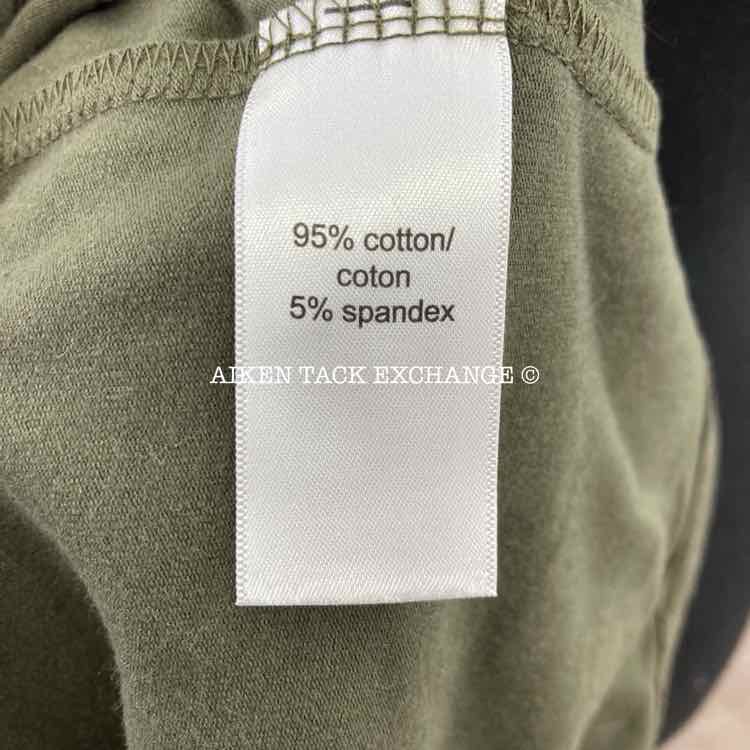 95% cotton/
coton
5% spandex
AIKEN TACK EXCHANGE ©